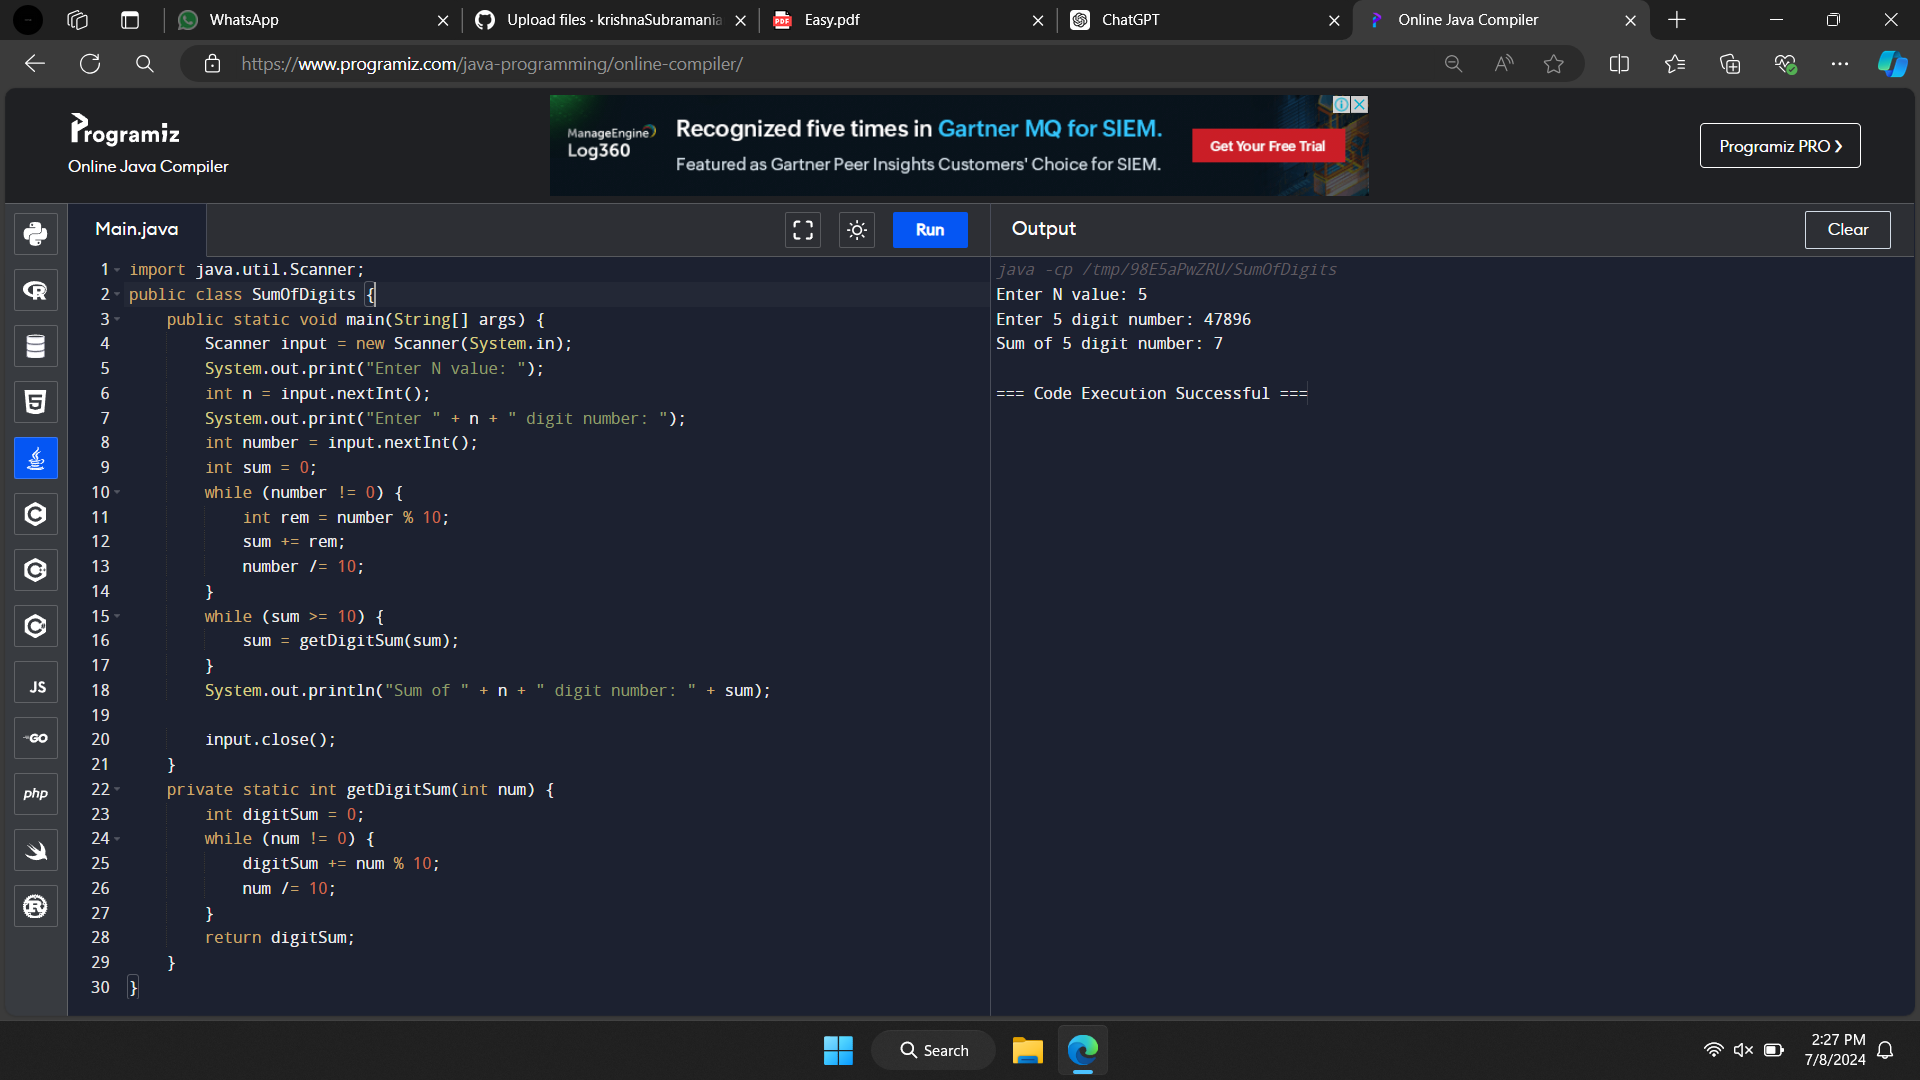 WhatsApp
Upload files · krishnaSubramania
Easy.pdf
ChatGPT
Online Java Compiler
https://www.programiz.com/java-programming/online-compiler/
Programiz
Online Java Compiler
ManageEngine
Log360
Recognized five times in Gartner MQ for SIEM.
Featured as Gartner Peer Insights Customers' Choice for SIEM.
Get Your Free Trial
Programiz PRO ❯
Main.java
Run
Output
Clear
1 import java.util.Scanner;
2 public class SumOfDigits {
3 public static void main(String[] args) {
4 Scanner input = new Scanner(System.in);
5 System.out.print("Enter N value: ");
6 int n = input.nextInt();
7 System.out.print("Enter " + n + " digit number: ");
8 int number = input.nextInt();
9 int sum = 0;
10 while (number != 0) {
11 int rem = number % 10;
12 sum += rem;
13 number /= 10;
14 }
15 while (sum >= 10) {
16 sum = getDigitSum(sum);
17 }
18 System.out.println("Sum of " + n + " digit number: " + sum);
19
20 input.close();
21 }
22 private static int getDigitSum(int num) {
23 int digitSum = 0;
24 while (num != 0) {
25 digitSum += num % 10;
26 num /= 10;
27 }
28 return digitSum;
29 }
30 }
java -cp /tmp/98E5aPwZRU/SumOfDigits
Enter N value: 5
Enter 5 digit number: 47896
Sum of 5 digit number: 7
=== Code Execution Successful ===
JS
GO
php
Search
2:27 PM
7/8/2024